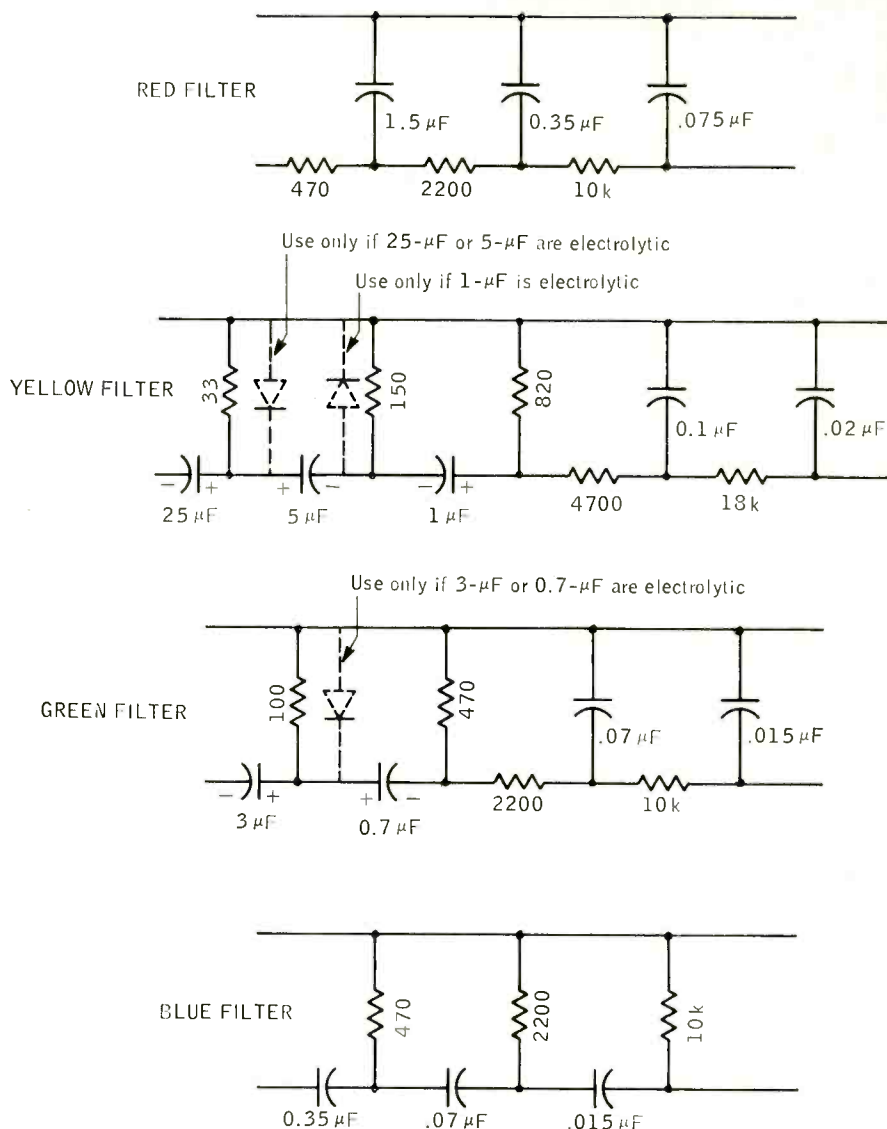 RED FILTER
1.5 μF
0.35 μF
.075 μF
470
2200
10k
Use only if 25-μF or 5-μF are electrolytic
Use only if 1-μF is electrolytic
YELLOW FILTER
33
150
820
0.1 μF
.02 μF
- +
+ -
- +
25 μF
5 μF
1 μF
4700
18k
Use only if 3-μF or 0.7-μF are electrolytic
GREEN FILTER
100
470
.07 μF
.015 μF
- +
+ -
3 μF
0.7 μF
2200
10k
BLUE FILTER
470
2200
10k
0.35 μF
.07 μF
.015 μF